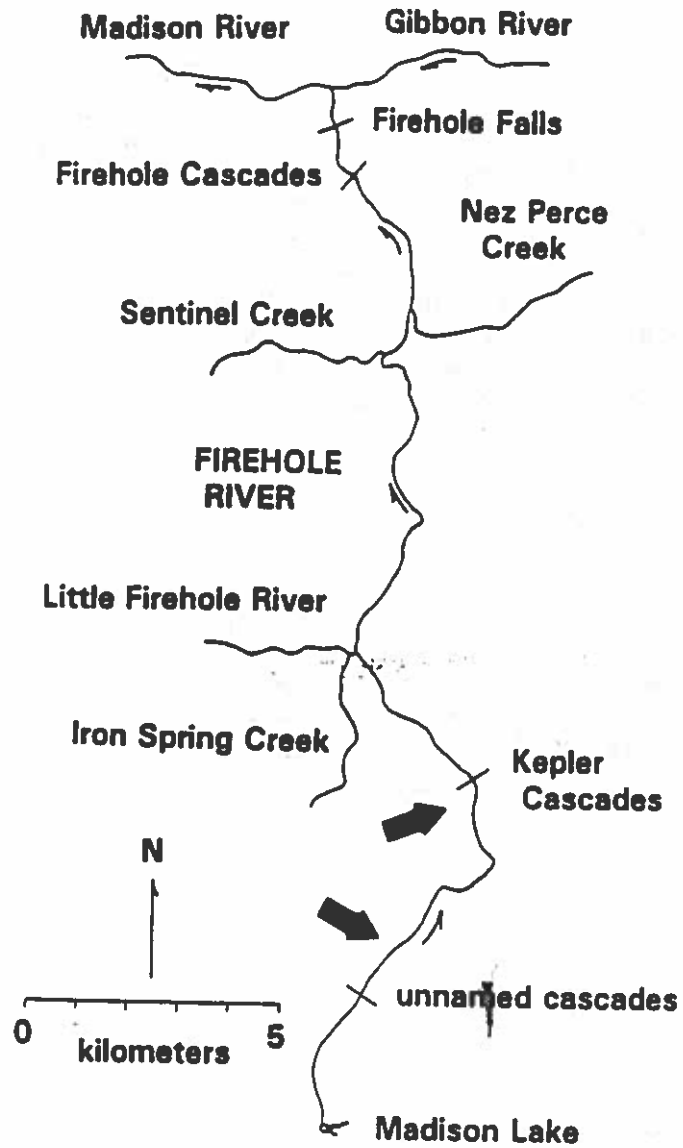 Madison River
Gibbon River
Firehole Falls
Firehole Cascades
Nez Perce
Creek
Sentinel Creek
FIREHOLE
RIVER
Little Firehole River
Iron Spring Creek
Kepler
Cascades
N
unnamed cascades
0 5
kilometers
Madison Lake